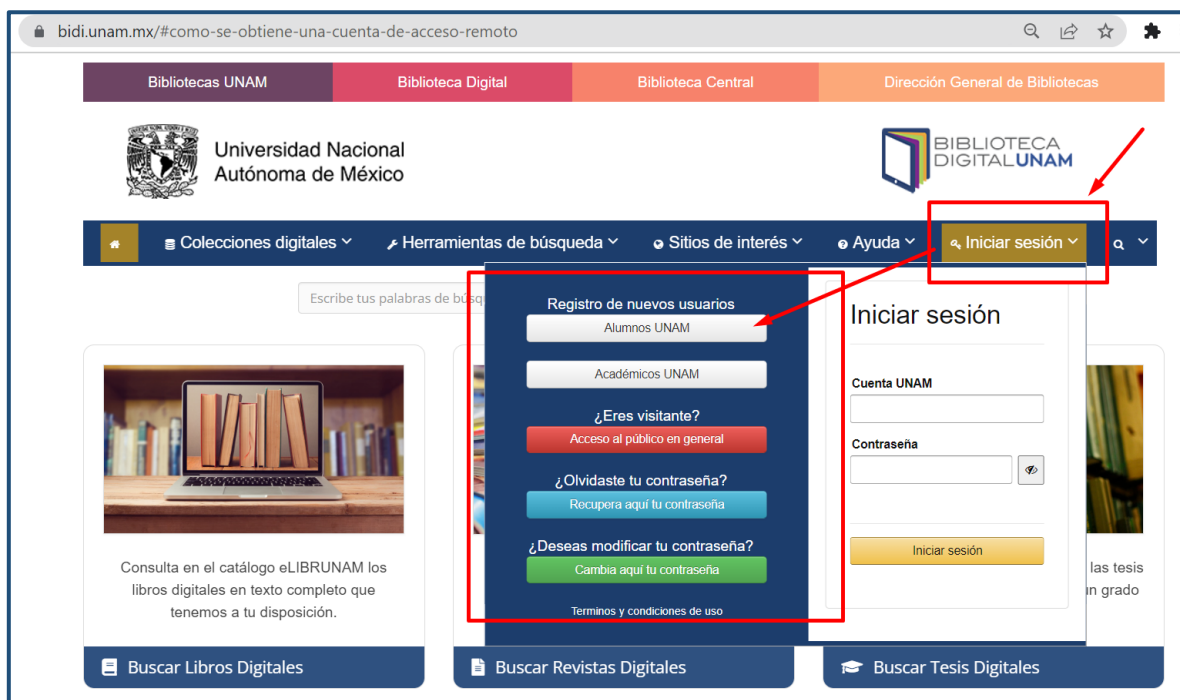 bidi.unam.mx/#como-se-obtiene-una-cuenta-de-acceso-remoto
Bibliotecas UNAM
Biblioteca Digital
Biblioteca Central
Dirección General de Bibliotecas
Universidad Nacional
Autónoma de México
BIBLIOTECA
DIGITALUNAM
Colecciones digitales
Herramientas de búsqueda
Sitios de interés
Ayuda
Iniciar sesión
Escribe tus palabras de búsq
Registro de nuevos usuarios
Alumnos UNAM
Académicos UNAM
¿Eres visitante?
Acceso al público en general
¿Olvidaste tu contraseña?
Recupera aquí tu contraseña
¿Deseas modificar tu contraseña?
Cambia aquí tu contraseña
Terminos y condiciones de uso
Iniciar sesión
Cuenta UNAM
Contraseña
Iniciar sesión
Consulta en el catálogo eLIBRUNAM los
libros digitales en texto completo que
tenemos a tu disposición.
las tesis
un grado
Buscar Libros Digitales
Buscar Revistas Digitales
Buscar Tesis Digitales